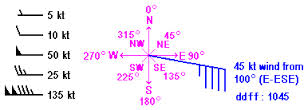 5 kt
10 kt
50 kt
25 kt
135 kt
0°
N
315° 45°
NW NE
270° W E 90°
SW SE
225° 135°
S
180°
45 kt wind from
100° (E-ESE)
ddff : 1045